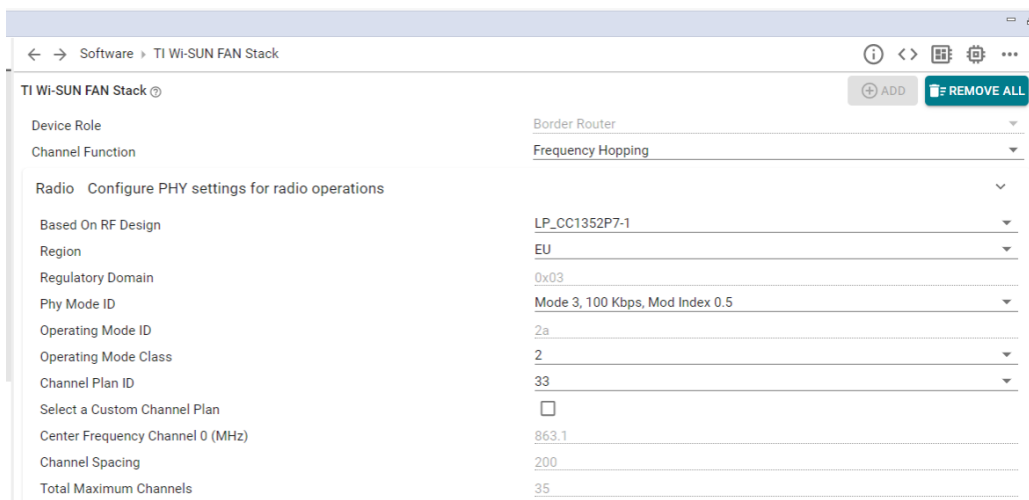 Software TI Wi-SUN FAN Stack
TI Wi-SUN FAN Stack
ADD REMOVE ALL
Device Role Border Router
Channel Function Frequency Hopping
Radio Configure PHY settings for radio operations
Based On RF Design LP_CC1352P7-1
Region EU
Regulatory Domain 0x03
Phy Mode ID Mode 3, 100 Kbps, Mod Index 0.5
Operating Mode ID 2a
Operating Mode Class 2
Channel Plan ID 33
Select a Custom Channel Plan
Center Frequency Channel 0 (MHz) 863.1
Channel Spacing 200
Total Maximum Channels 35